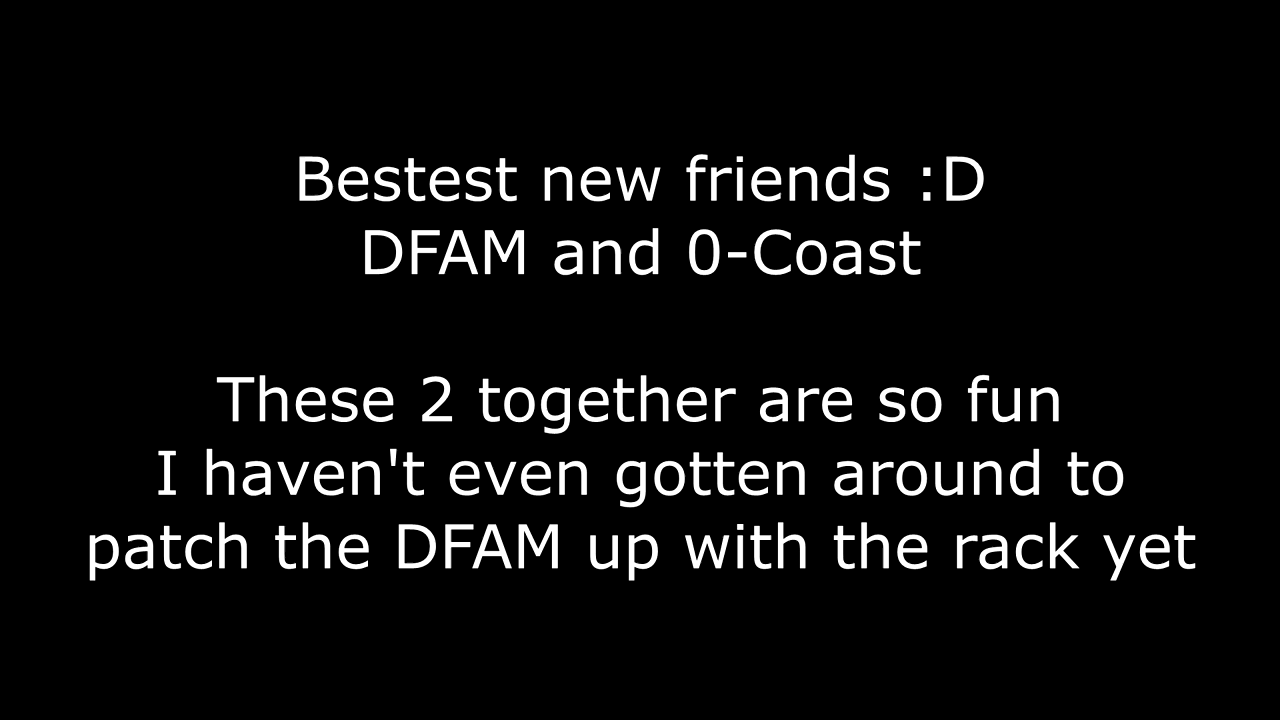 Bestest new friends :D
DFAM and 0-Coast
These 2 together are so fun
I haven't even gotten around to
patch the DFAM up with the rack yet